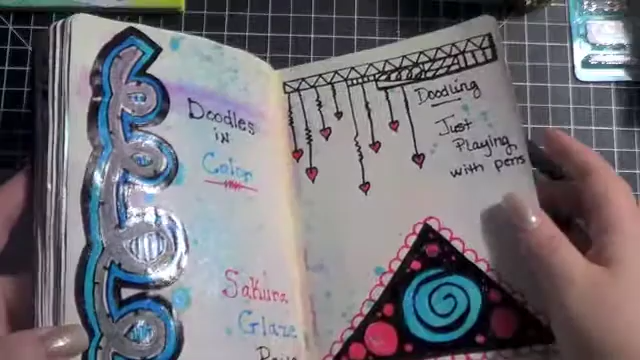 Doodles
in
Color
Sakura
Glaze
Doodling
Just
Playing
with pens